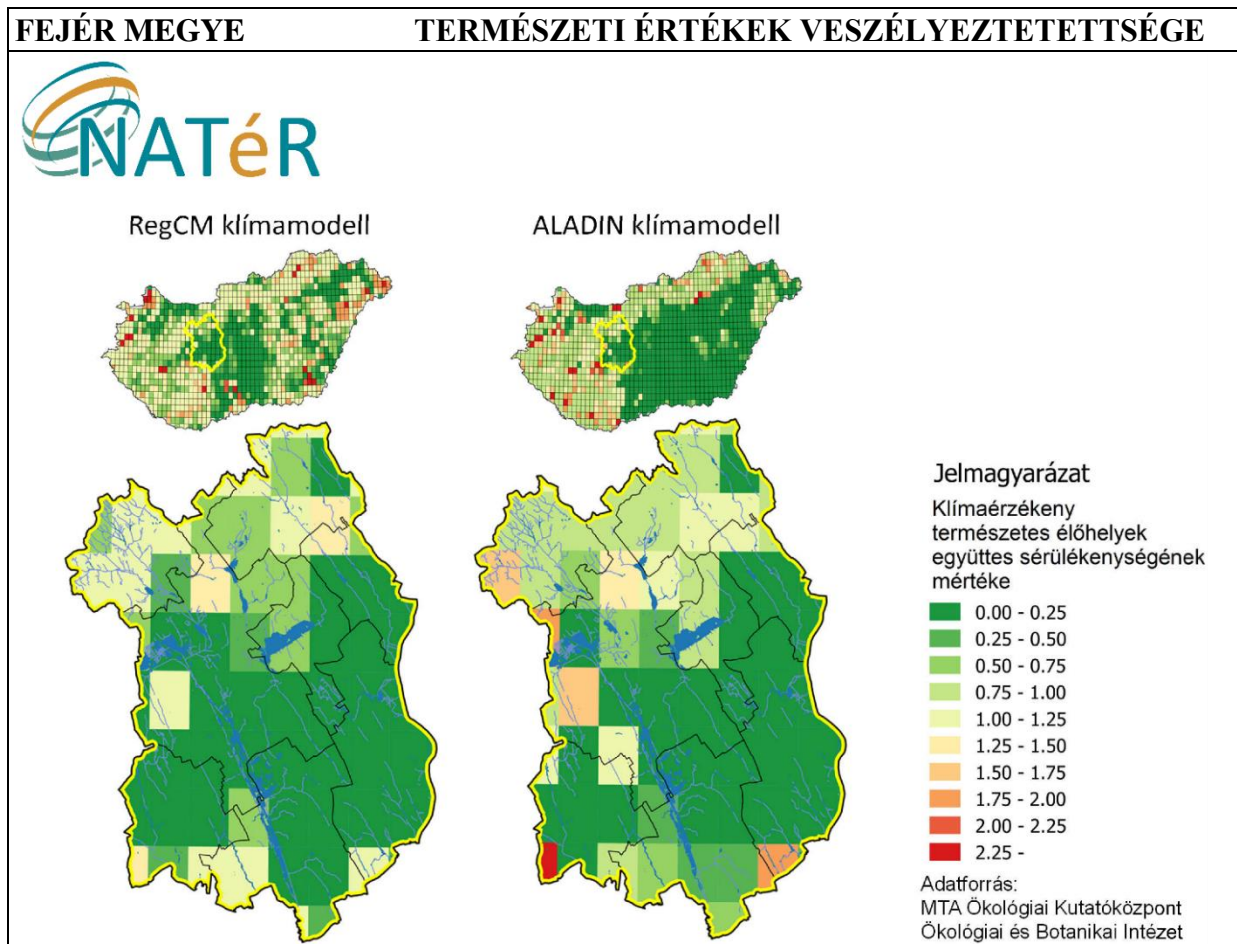 FEJÉR MEGYE TERMÉSZETI ÉRTÉKEK VESZÉLYEZTETETTSÉGE
NATéR
RegCM klímamodell
ALADIN klímamodell
Jelmagyarázat
Klímaérzékeny
természetes élőhelyek
együttes sérülékenységének
mértéke
0.00 - 0.25
0.25 - 0.50
0.50 - 0.75
0.75 - 1.00
1.00 - 1.25
1.25 - 1.50
1.50 - 1.75
1.75 - 2.00
2.00 - 2.25
2.25 -
Adatforrás:
MTA Ökológiai Kutatóközpont
Ökológiai és Botanikai Intézet